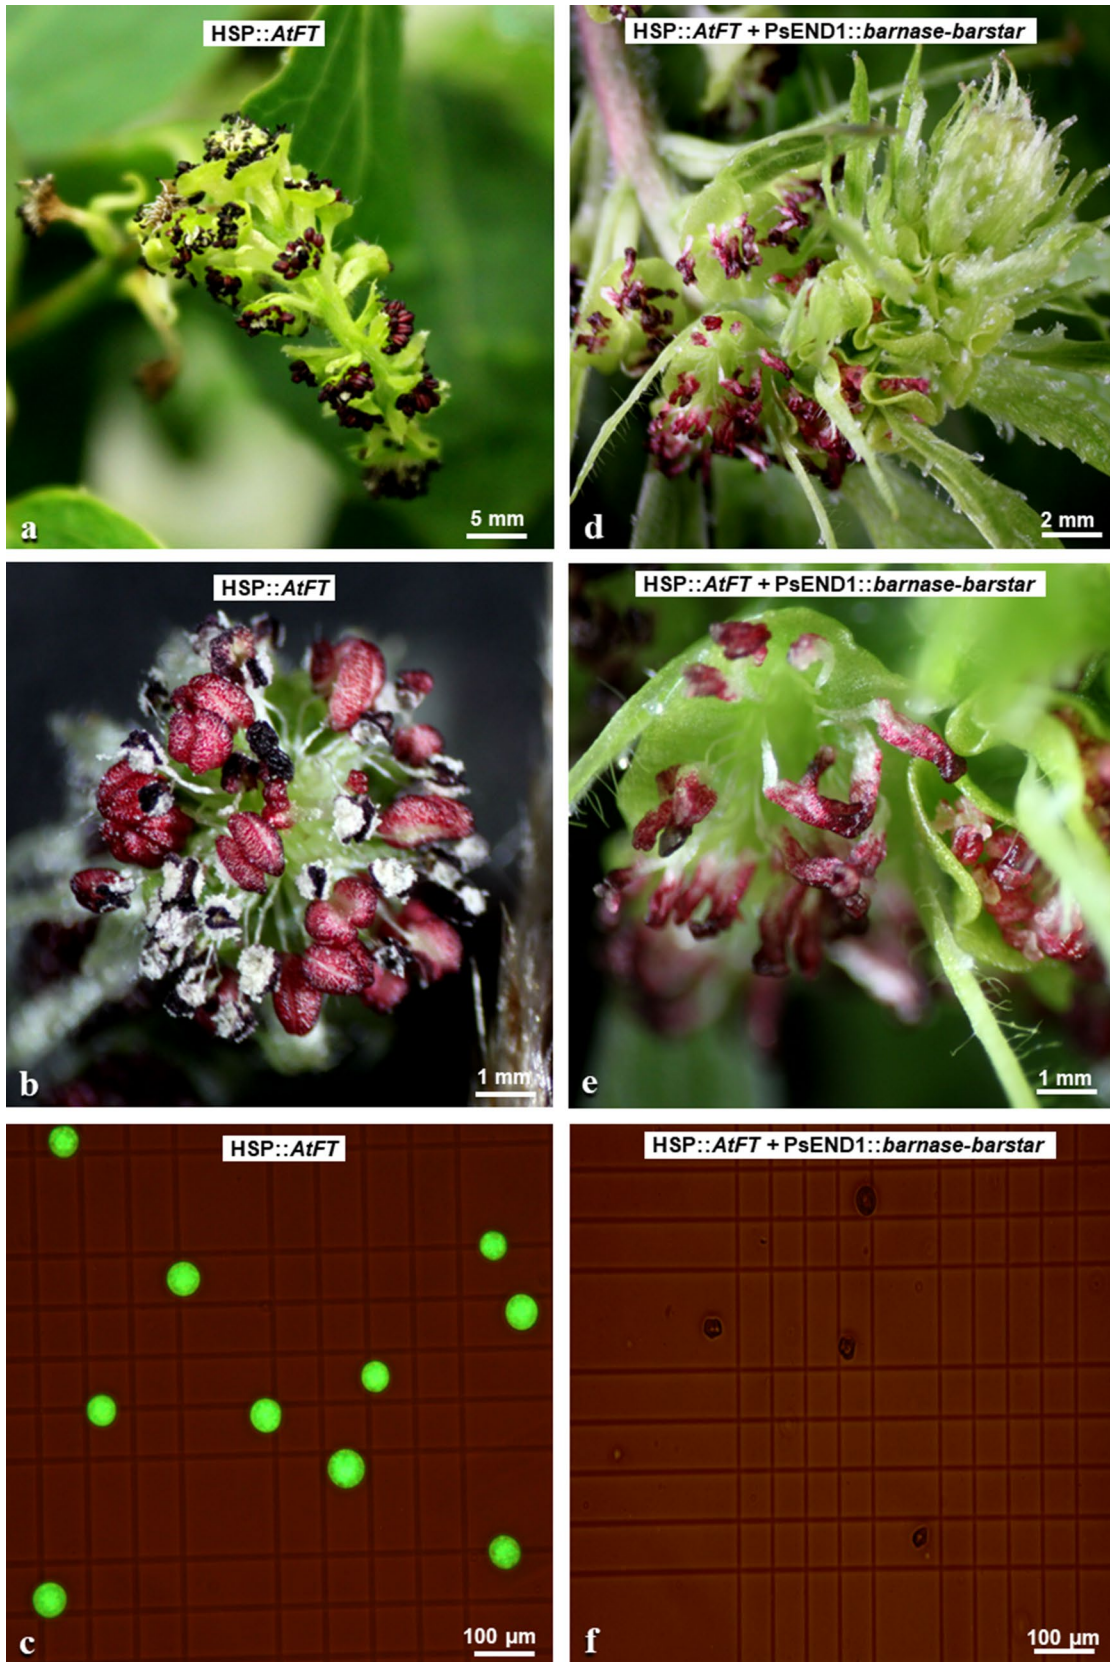 HSP::AtFT
a
5 mm
HSP::AtFT + PsEND1::barnase-barstar
d
2 mm
HSP::AtFT
b
1 mm
HSP::AtFT + PsEND1::barnase-barstar
e
1 mm
HSP::AtFT
c
100 µm
HSP::AtFT + PsEND1::barnase-barstar
f
100 µm